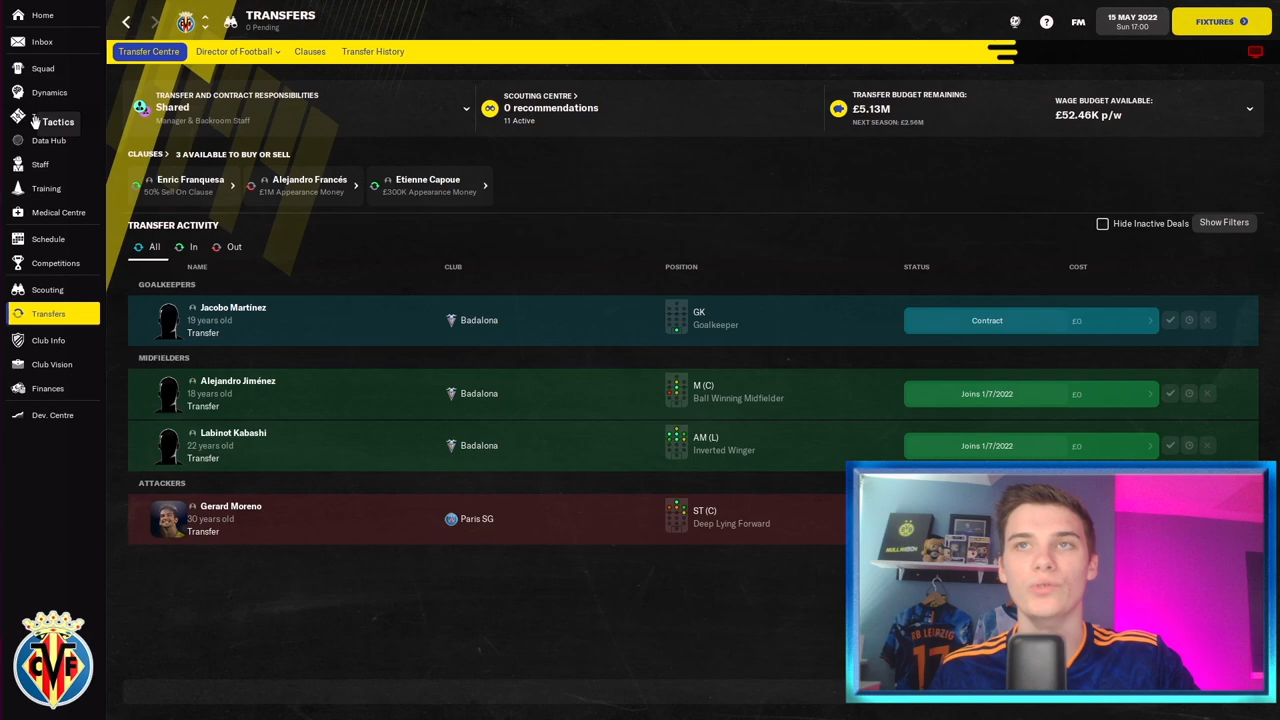 Home
Inbox
Squad
Dynamics
Tactics
Data Hub
Staff
Training
Medical Centre
Schedule
Competitions
Scouting
Transfers
Club Info
Club Vision
Finances
Dev. Centre
TRANSFERS
0 Pending
?
FM
15 MAY 2022
Sun 17:00
FIXTURES
Transfer Centre
Director of Football
Clauses
Transfer History
TRANSFER AND CONTRACT RESPONSIBILITIES
Shared
Manager & Backroom Staff
SCOUTING CENTRE >
0 recommendations
11 Active
TRANSFER BUDGET REMAINING:
£5.13M
NEXT SEASON: £2.56M
WAGE BUDGET AVAILABLE:
£52.46K p/w
CLAUSES > 3 AVAILABLE TO BUY OR SELL
Enric Franquesa
50% Sell On Clause
Alejandro Francés
£1M Appearance Money
Etienne Capoue
£300K Appearance Money
TRANSFER ACTIVITY
Hide Inactive Deals
Show Filters
All
In
Out
NAME CLUB POSITION STATUS COST
GOALKEEPERS
Jacobo Martínez
19 years old
Transfer
Badalona
GK
Goalkeeper
Contract
£0
MIDFIELDERS
Alejandro Jiménez
18 years old
Transfer
Badalona
M (C)
Ball Winning Midfielder
Joins 1/7/2022
£0
Labinot Kabashi
22 years old
Transfer
Badalona
AM (L)
Inverted Winger
Joins 1/7/2022
£0
ATTACKERS
Gerard Moreno
30 years old
Transfer
Paris SG
ST (C)
Deep Lying Forward
RB LEIPZIG
17